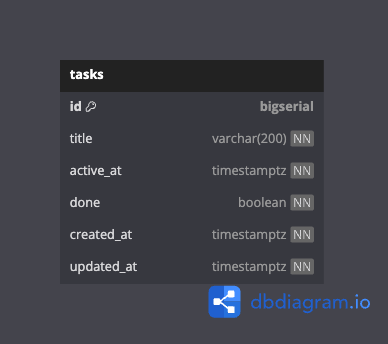 tasks
id bigserial
title varchar(200) NN
active_at timestamptz NN
done boolean NN
created_at timestamptz NN
updated_at timestamptz NN
dbdiagram.io